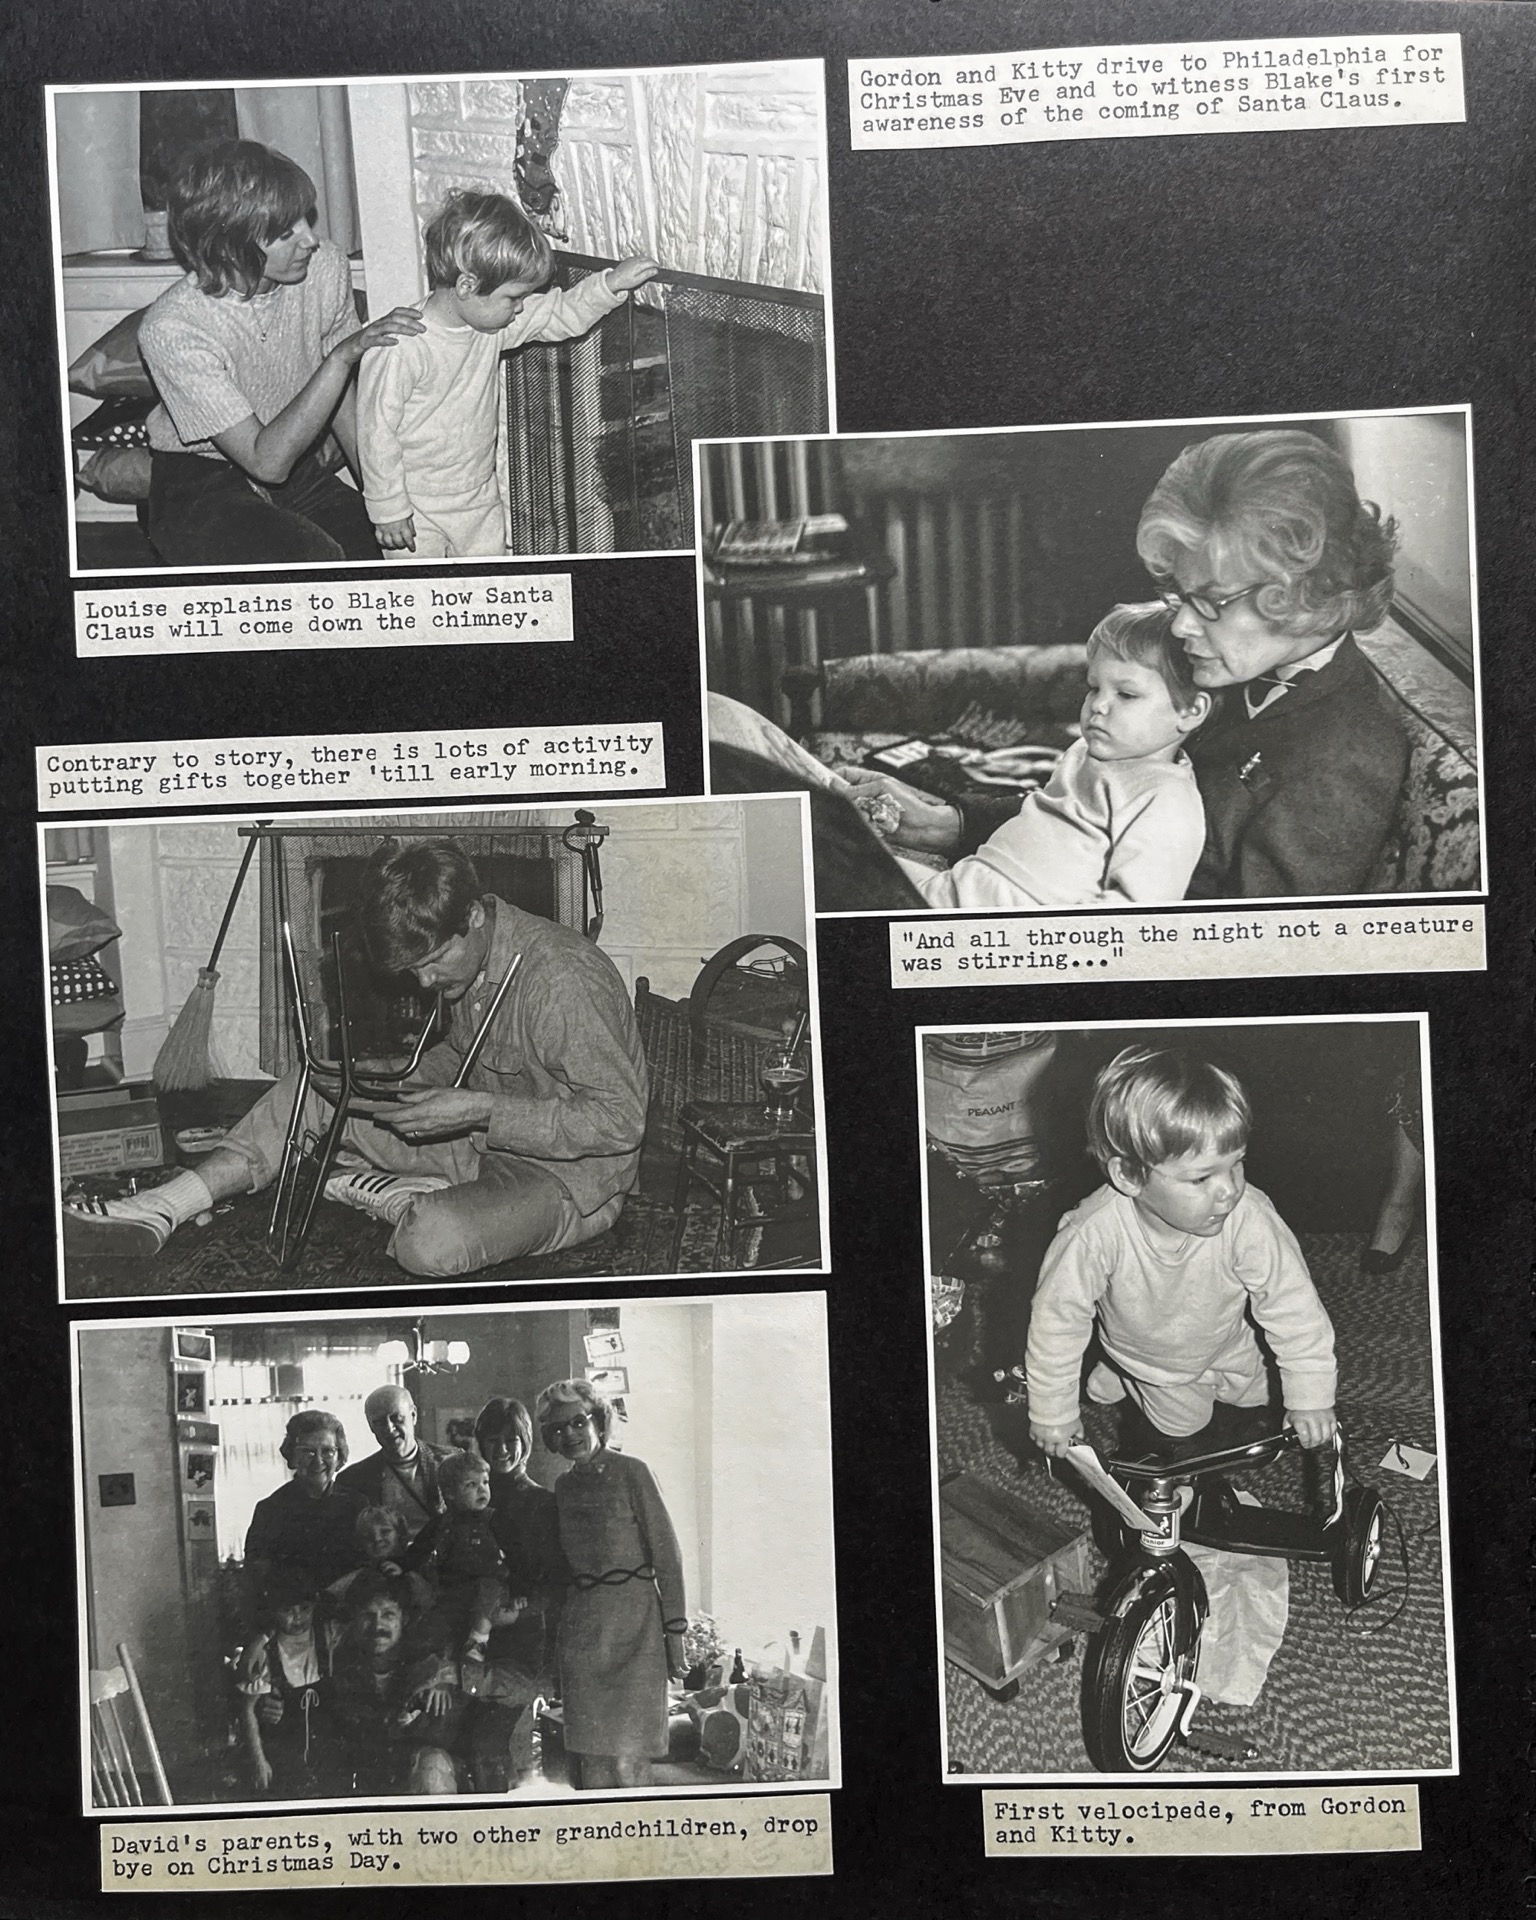 Gordon and Kitty drive to Philadelphia for
Christmas Eve and to witness Blake's first
awareness of the coming of Santa Claus.
Louise explains to Blake how Santa
Claus will come down the chimney.
Contrary to story, there is lots of activity
putting gifts together 'till early morning.
"And all through the night not a creature
was stirring..."
PEASANT
David's parents, with two other grandchildren, drop
bye on Christmas Day.
First velocipede, from Gordon
and Kitty.